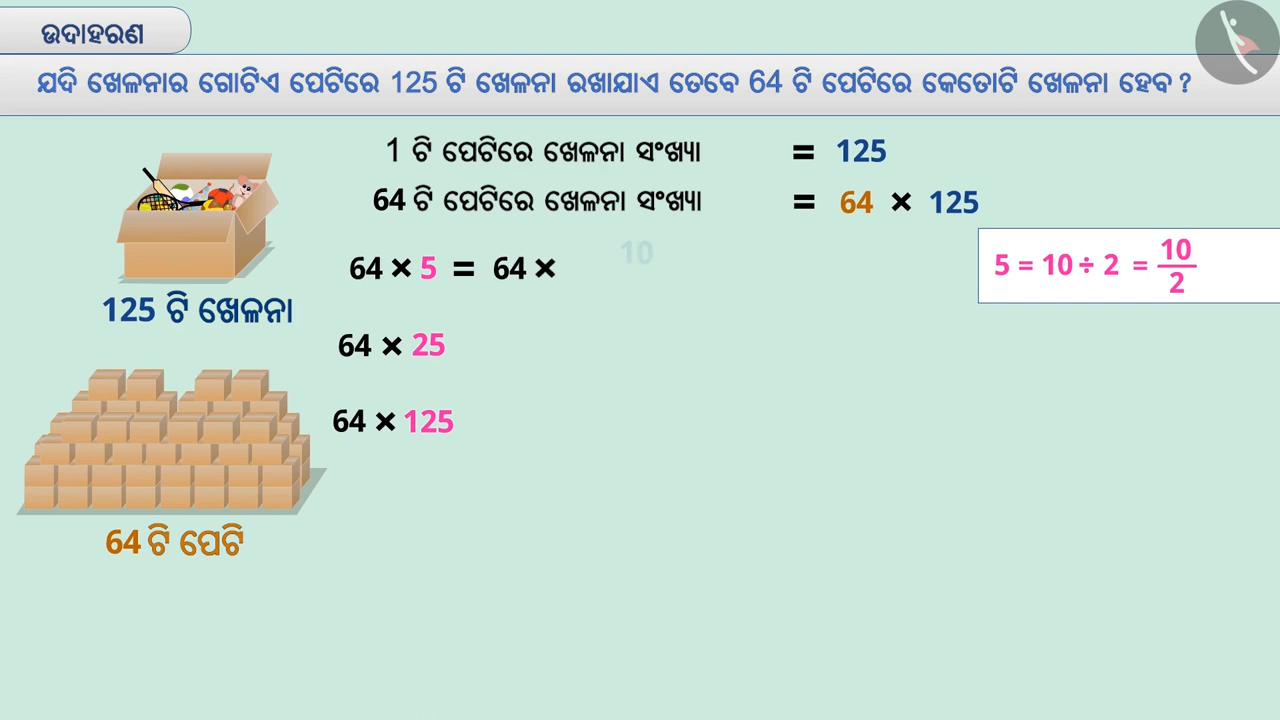 ଉଦାହରଣ
ଯଦି ଖେଳନାର ଗୋଟିଏ ପେଟିରେ 125 ଟି ଖେଳନା ରଖାଯାଏ ତେବେ 64 ଟି ପେଟିରେ କେତୋଟି ଖେଳନା ହେବ ?
1 ଟି ପେଟିରେ ଖେଳନା ସଂଖ୍ୟା = 125
64 ଟି ପେଟିରେ ଖେଳନା ସଂଖ୍ୟା = 64 × 125
64 × 5 = 64 × 10
5 = 10 ÷ 2 = 10/2
125 ଟି ଖେଳନା
64 × 25
64 × 125
64 ଟି ପେଟି